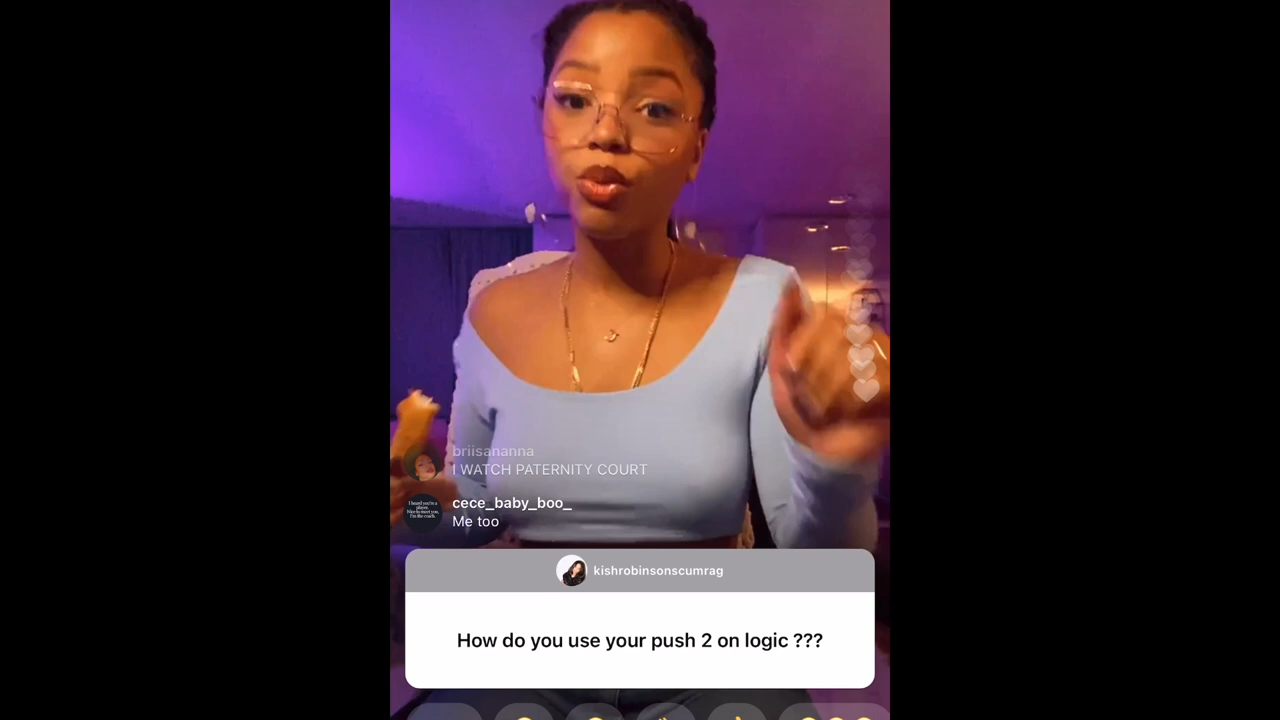 briisananna
I WATCH PATERNITY COURT
cece_baby_boo_
Me too
kishrobinsonscumrag
How do you use your push 2 on logic ???